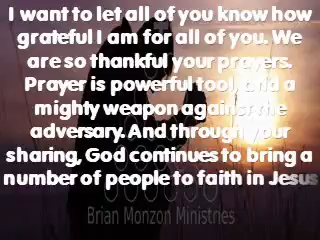 I want to let all of you know how
grateful I am for all of you. We
are so thankful your prayers.
Prayer is powerful tool, and a
mighty weapon against the
adversary. And through your
sharing, God continues to bring a
number of people to faith in Jesus
Brian Monzon Ministries